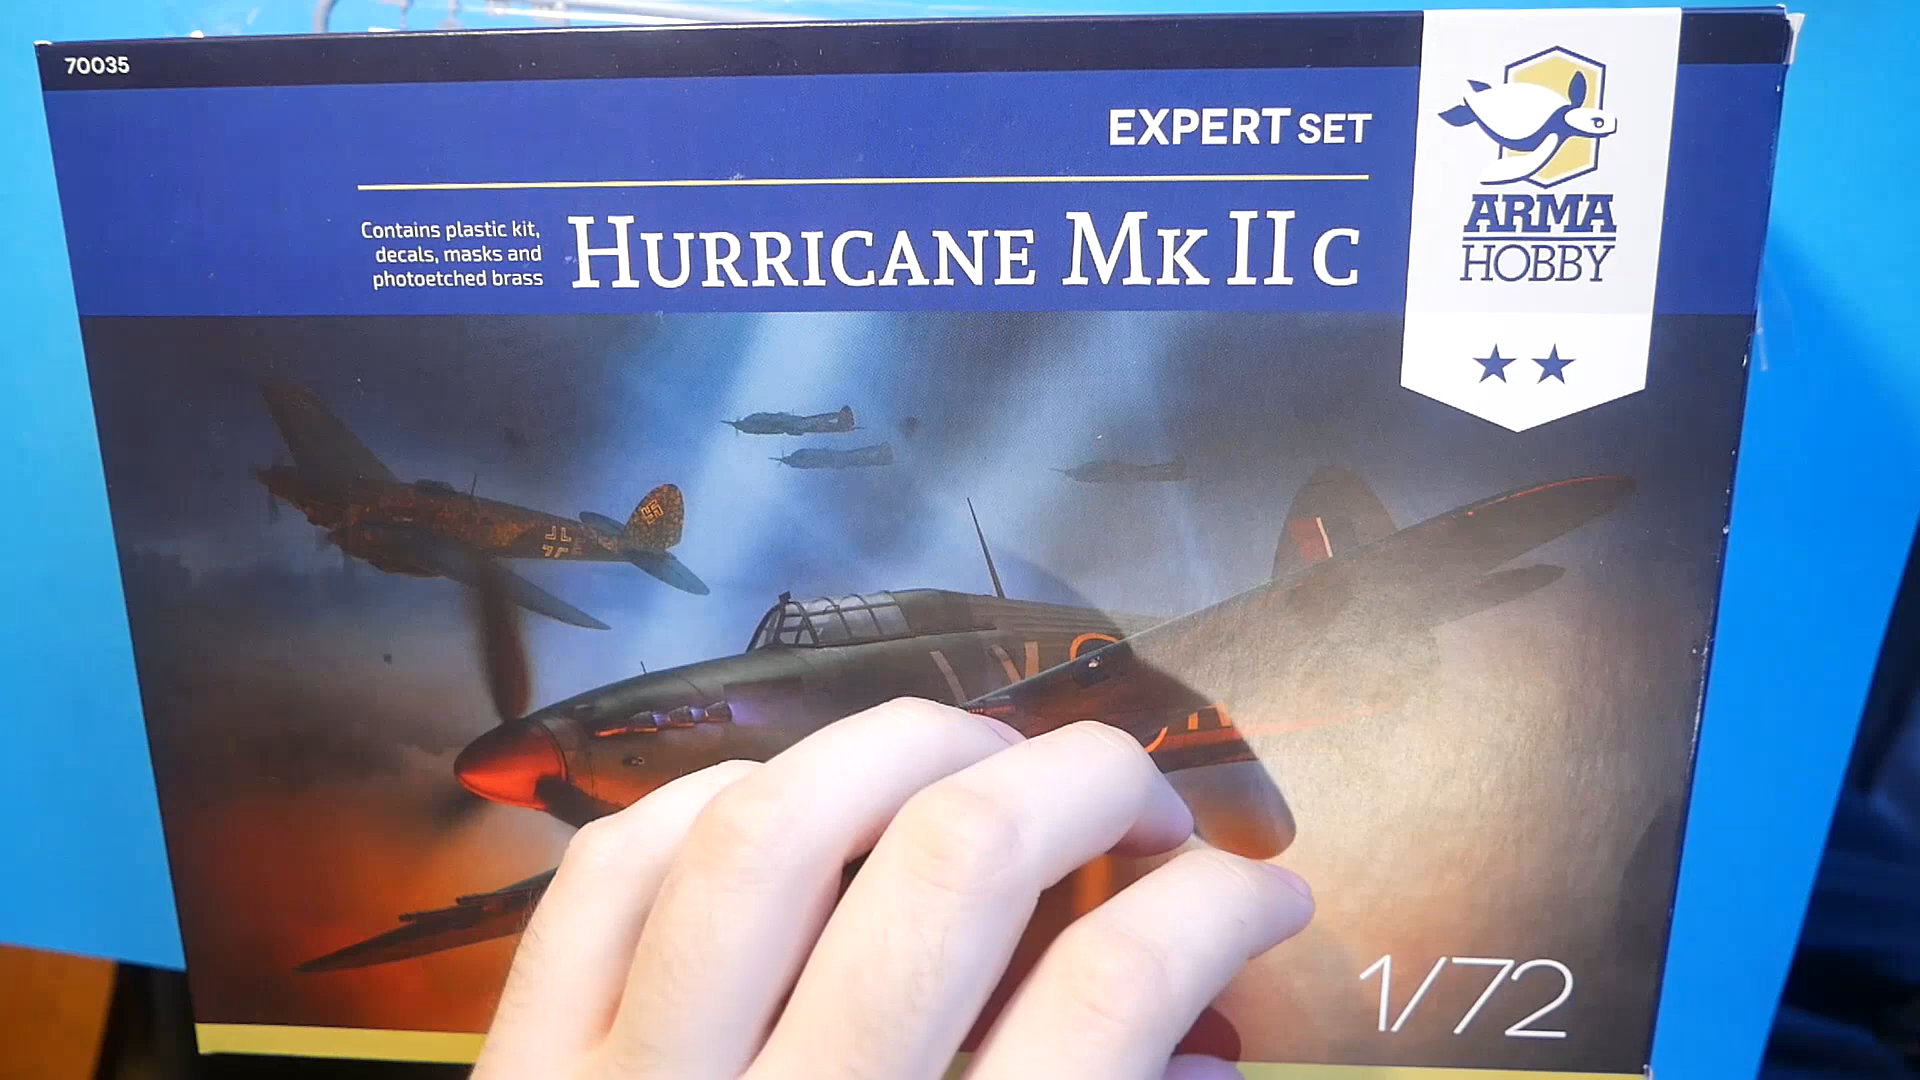 70035
EXPERT SET
Contains plastic kit,
decals, masks and
photoetched brass
HURRICANE MK II C
ARMA
HOBBY
1/72